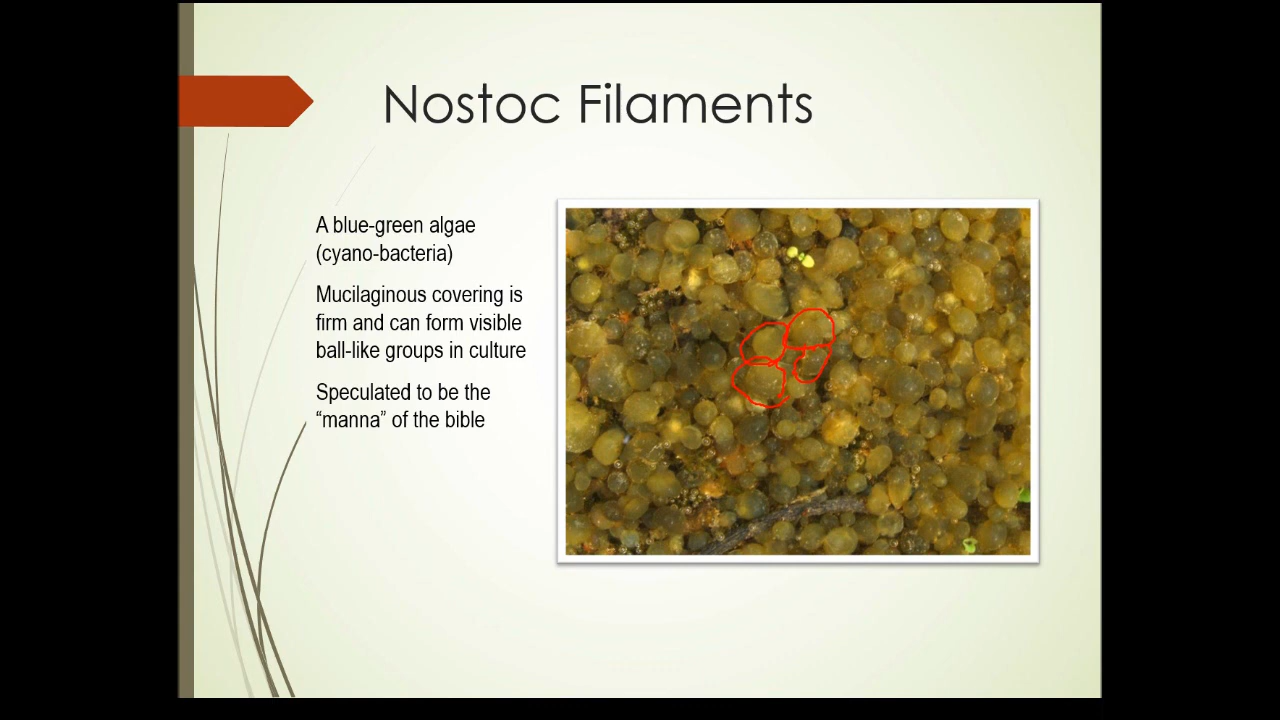 Nostoc Filaments
A blue-green algae
(cyano-bacteria)
Mucilaginous covering is
firm and can form visible
ball-like groups in culture
Speculated to be the
“manna” of the bible